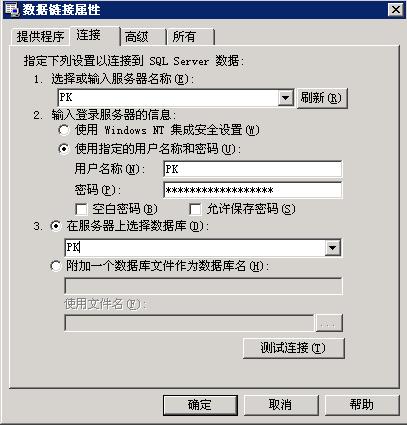 数据链接属性
提供程序 连接 高级 所有
指定下列设置以连接到 SQL Server 数据:
1. 选择或输入服务器名称(E):
PK 刷新(R)
2. 输入登录服务器的信息:
使用 Windows NT 集成安全设置(W)
使用指定的用户名称和密码(U):
用户名称(N): PK
密码(P): ******************
空白密码(B) 允许保存密码(S)
3. 在服务器上选择数据库(D):
PK
附加一个数据库文件作为数据库名(H):
使用文件名(F):
...
测试连接(T)
确定 取消 帮助